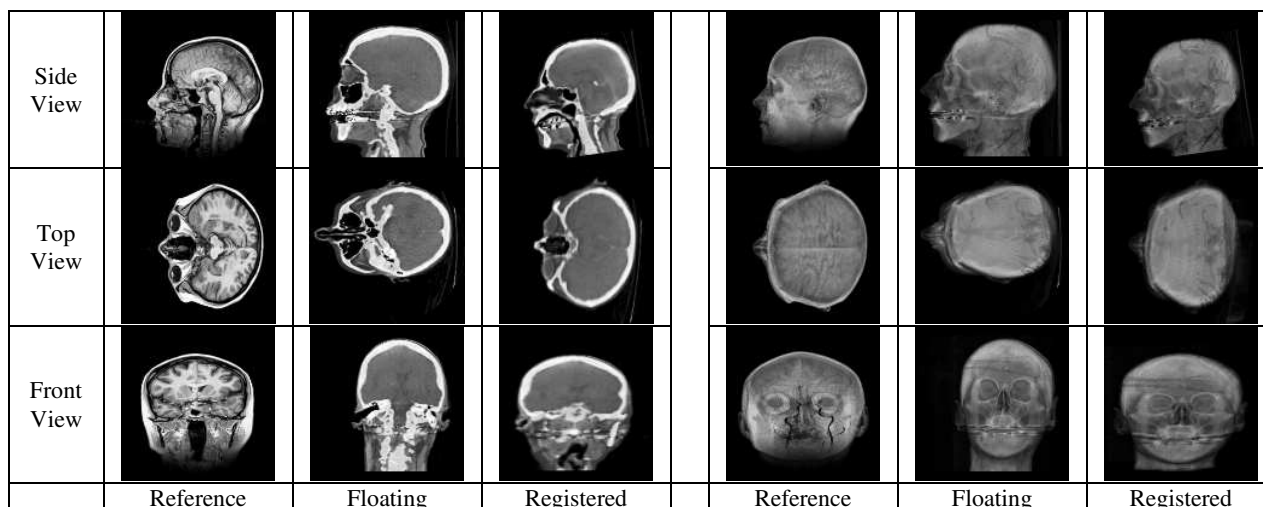 Side
View
Top
View
Front
View
Reference Floating Registered Reference Floating Registered